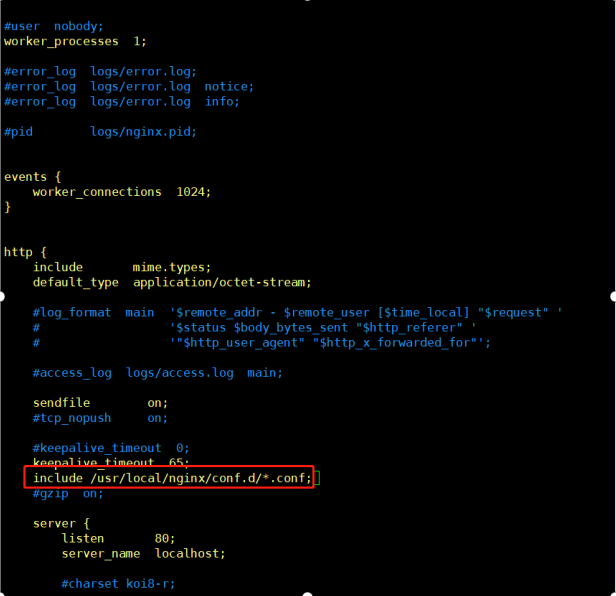 #user  nobody;
worker_processes  1;
#error_log  logs/error.log;
#error_log  logs/error.log  notice;
#error_log  logs/error.log  info;
#pid        logs/nginx.pid;
events {
    worker_connections  1024;
}
http {
    include       mime.types;
    default_type  application/octet-stream;
    #log_format  main  '$remote_addr - $remote_user [$time_local] "$request" '
    #                  '$status $body_bytes_sent "$http_referer" '
    #                  '"$http_user_agent" "$http_x_forwarded_for"';
    #access_log  logs/access.log  main;
    sendfile        on;
    #tcp_nopush     on;
    #keepalive_timeout  0;
    keepalive_timeout  65;
    include /usr/local/nginx/conf.d/*.conf;
    #gzip  on;
    server {
        listen       80;
        server_name  localhost;
        #charset koi8-r;